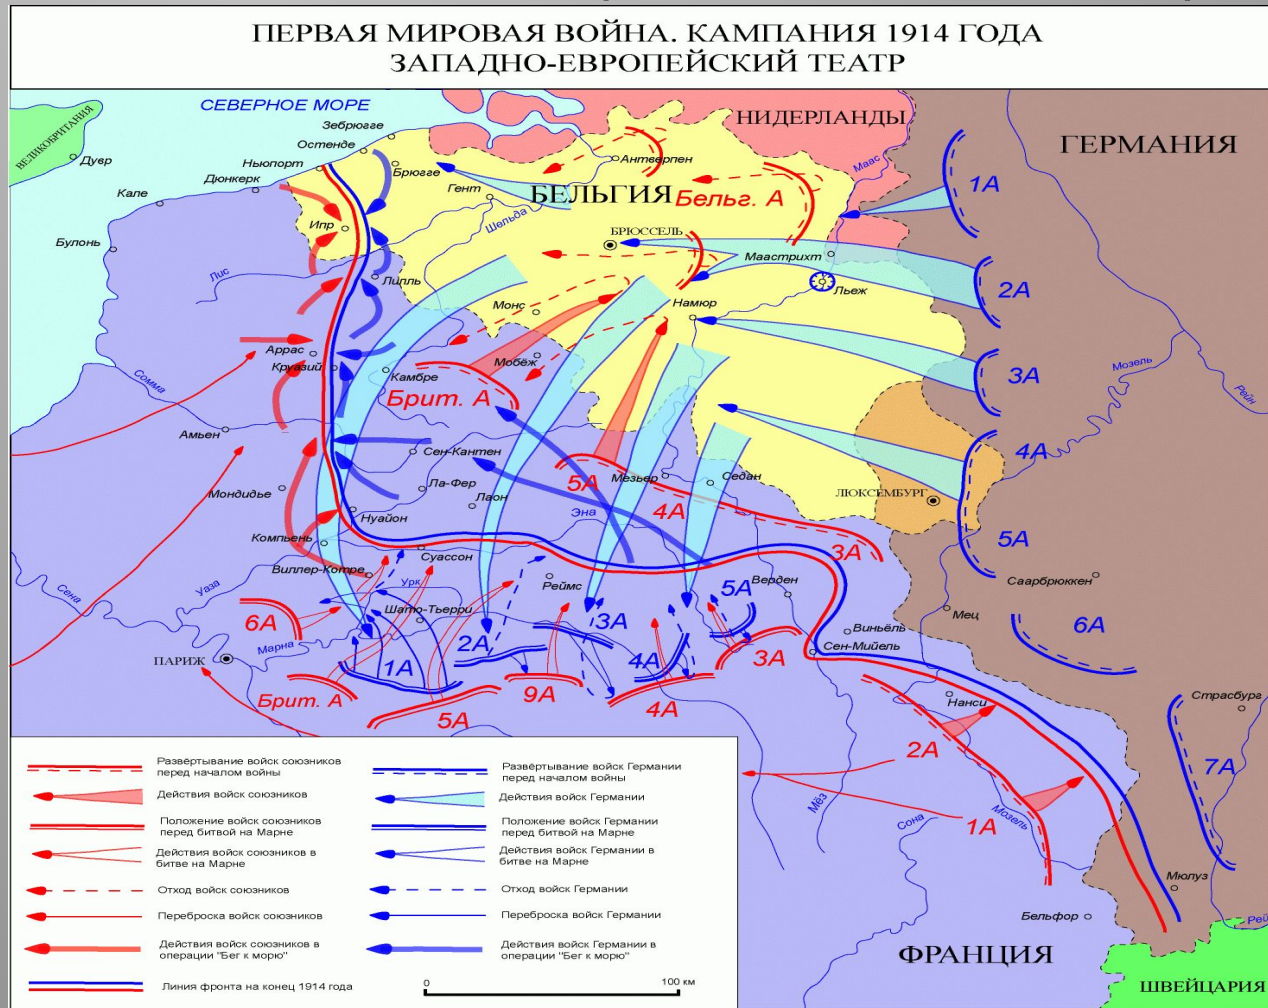 ПЕРВАЯ МИРОВАЯ ВОЙНА. КАМПАНИЯ 1914 ГОДА
ЗАПАДНО-ЕВРОПЕЙСКИЙ ТЕАТР
СЕВЕРНОЕ МОРЕ
ВЕЛИКОБРИТАНИЯ
НИДЕРЛАНДЫ
ГЕРМАНИЯ
Зебрюгге
Остенде
Ньюпорт
Дюнкерк
Дувр
Кале
Булонь
Брюгге
Гент
Антверпен
БЕЛЬГИЯ
Бельг. А
Маас
1А
Ипр
Шельда
БРЮССЕЛЬ
Маастрихт
Лис
Лилль
Льеж
2А
Монс
Намюр
Мобёж
Аррас
Круазий
Камбре
Брит. А
3А
Мозель
Рейн
Сомма
Амьен
Сен-Кантен
4А
Мондидье
Ла-Фер
Лаон
5А
Мезьер
Седан
ЛЮКСЕМБУРГ
4А
Нуайон
Эна
5А
Компьень
Суассон
3А
Виллер-Котре
Саарбрюккен
Сена
Уаза
Урк
Реймс
Верден
5А
Шато-Тьерри
Мец
6А
3А
6А
Марна
2А
Виньёль
Сен-Мийель
ПАРИЖ
1А
4А
3А
Брит. А
9А
5А
4А
Нанси
Страсбург
2А
7А
Мёз
Сона
1А
Мозель
Мюлуз
Бельфор
Рей
ФРАНЦИЯ
ШВЕЙЦАРИЯ
Развёртывание войск союзников
перед началом войны
Действия войск союзников
Положение войск союзников
перед битвой на Марне
Действия войск союзников в
битве на Марне
Отход войск союзников
Переброска войск союзников
Действия войск союзников в
операции "Бег к морю"
Линия фронта на конец 1914 года
Развёртывание войск Германии
перед началом войны
Действия войск Германии
Положение войск Германии
перед битвой на Марне
Действия войск Германии в
битве на Марне
Отход войск Германии
Переброска войск Германии
Действия войск Германии в
операции "Бег к морю"
0
100 км